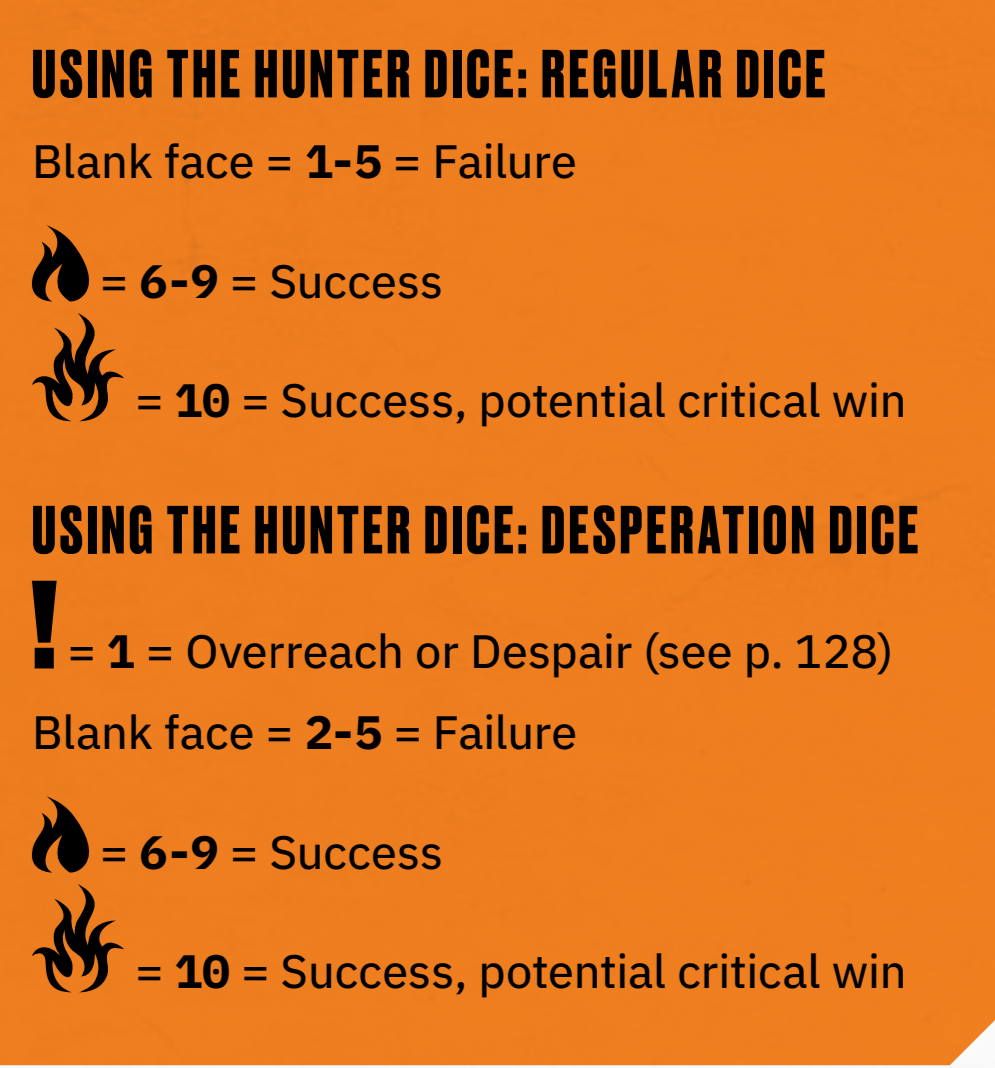 USING THE HUNTER DICE: REGULAR DICE
Blank face = 1-5 = Failure
= 6-9 = Success
= 10 = Success, potential critical win
USING THE HUNTER DICE: DESPERATION DICE
! = 1 = Overreach or Despair (see p. 128)
Blank face = 2-5 = Failure
= 6-9 = Success
= 10 = Success, potential critical win